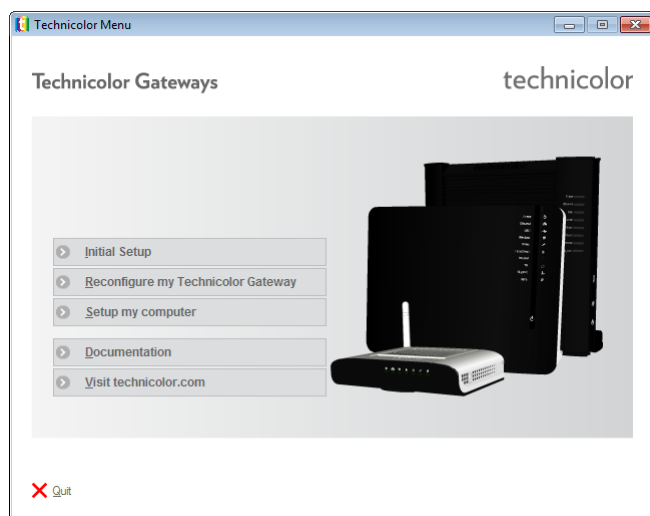 Technicolor Menu
Technicolor Gateways
technicolor
Initial Setup
Reconfigure my Technicolor Gateway
Setup my computer
Documentation
Visit technicolor.com
Quit